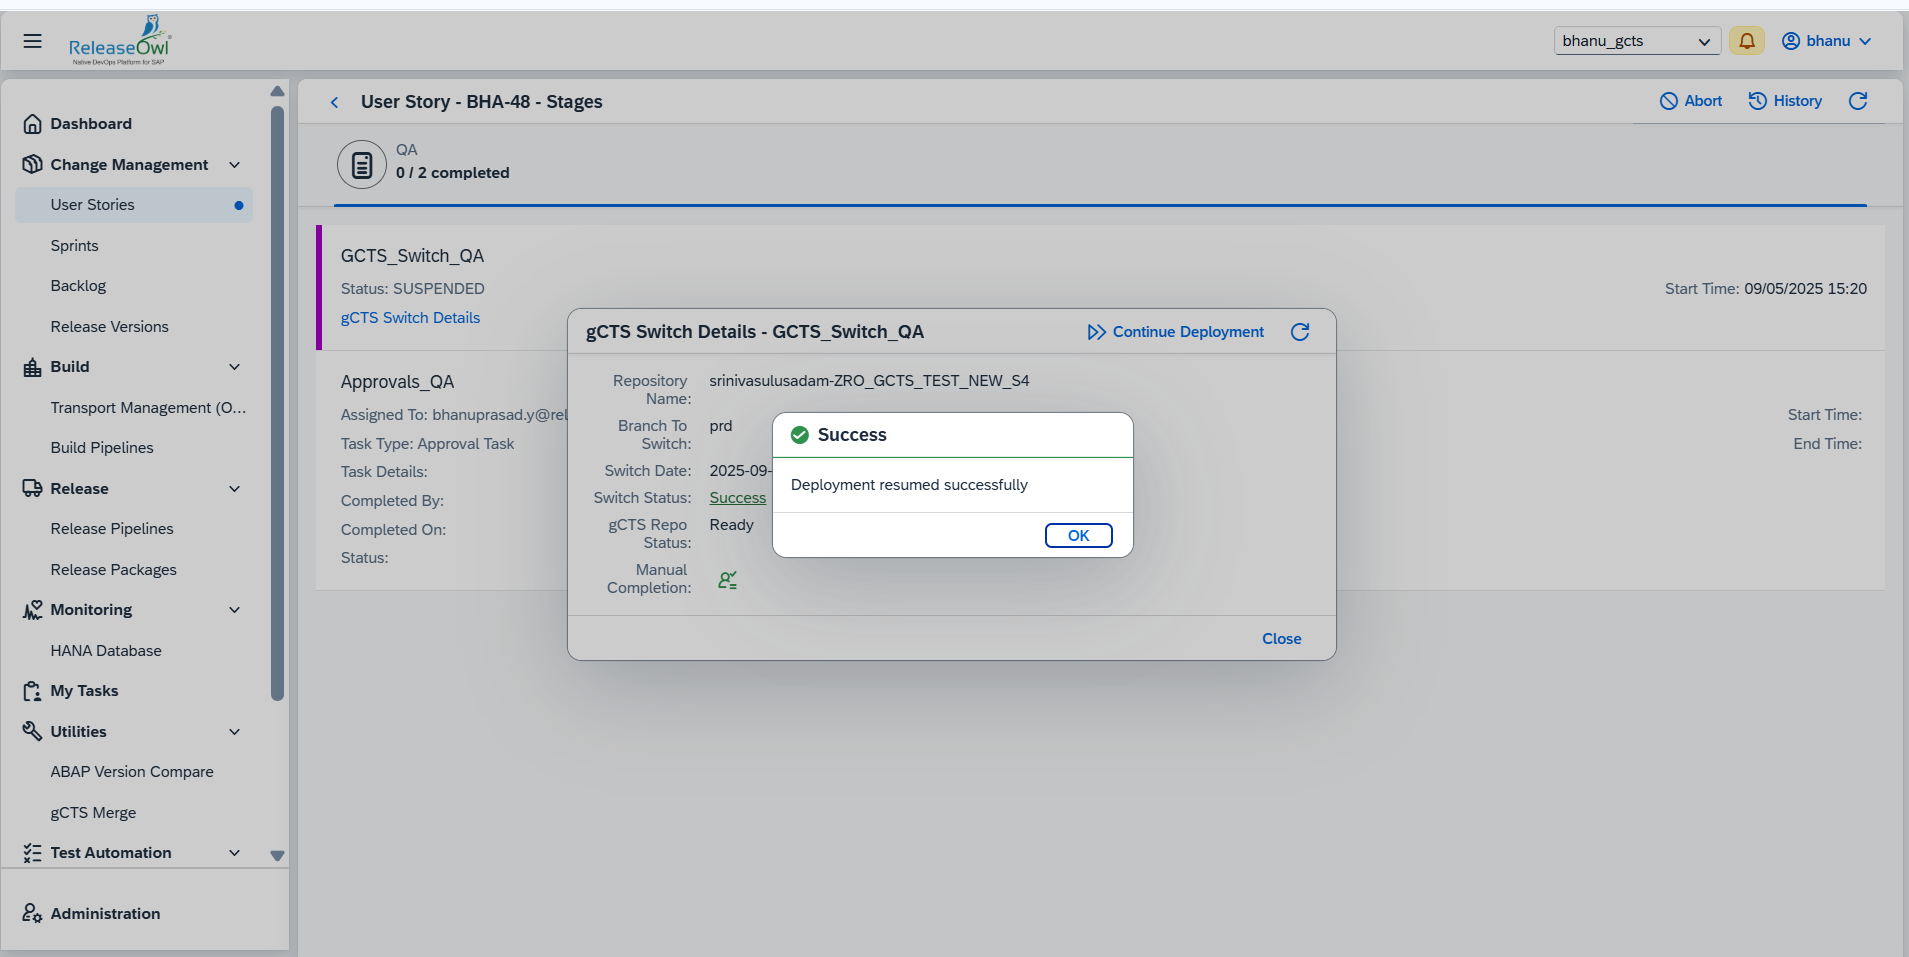 ReleaseOwl
Native DevOps Platform for SAP
bhanu_gcts
bhanu
Dashboard
Change Management
User Stories
Sprints
Backlog
Release Versions
Build
Transport Management (O...
Build Pipelines
Release
Release Pipelines
Release Packages
Monitoring
HANA Database
My Tasks
Utilities
ABAP Version Compare
gCTS Merge
Test Automation
Administration
User Story - BHA-48 - Stages
Abort
History
QA
0 / 2 completed
GCTS_Switch_QA
Status: SUSPENDED
Start Time: 09/05/2025 15:20
gCTS Switch Details
Approvals_QA
Assigned To: bhanuprasad.y@rel
Start Time:
Task Type: Approval Task
End Time:
Task Details:
Completed By:
Completed On:
Status:
gCTS Switch Details - GCTS_Switch_QA
Continue Deployment
Repository Name: srinivasulusadam-ZRO_GCTS_TEST_NEW_S4
Branch To Switch: prd
Switch Date: 2025-09-
Switch Status: Success
gCTS Repo Status: Ready
Manual Completion:
Close
Success
Deployment resumed successfully
OK